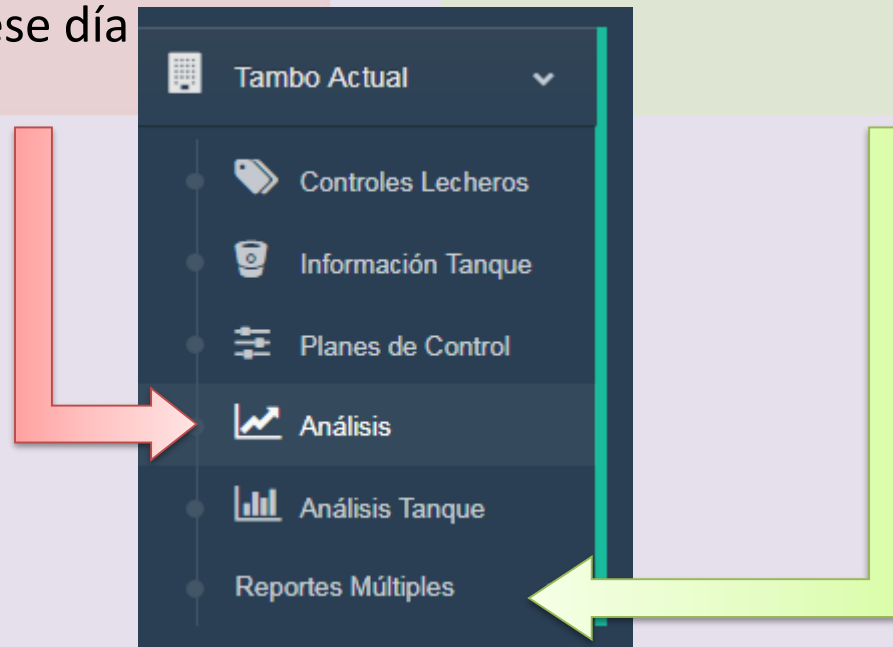 ese día
Tambo Actual
Controles Lecheros
Información Tanque
Planes de Control
Análisis
Análisis Tanque
Reportes Múltiples